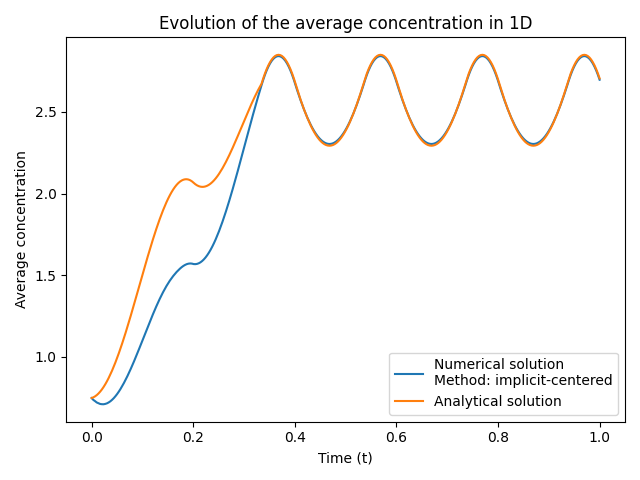 Evolution of the average concentration in 1D
Average concentration
2.5
2.0
1.5
1.0
0.0
0.2
0.4
0.6
0.8
1.0
Time (t)
Numerical solution
Method: implicit-centered
Analytical solution